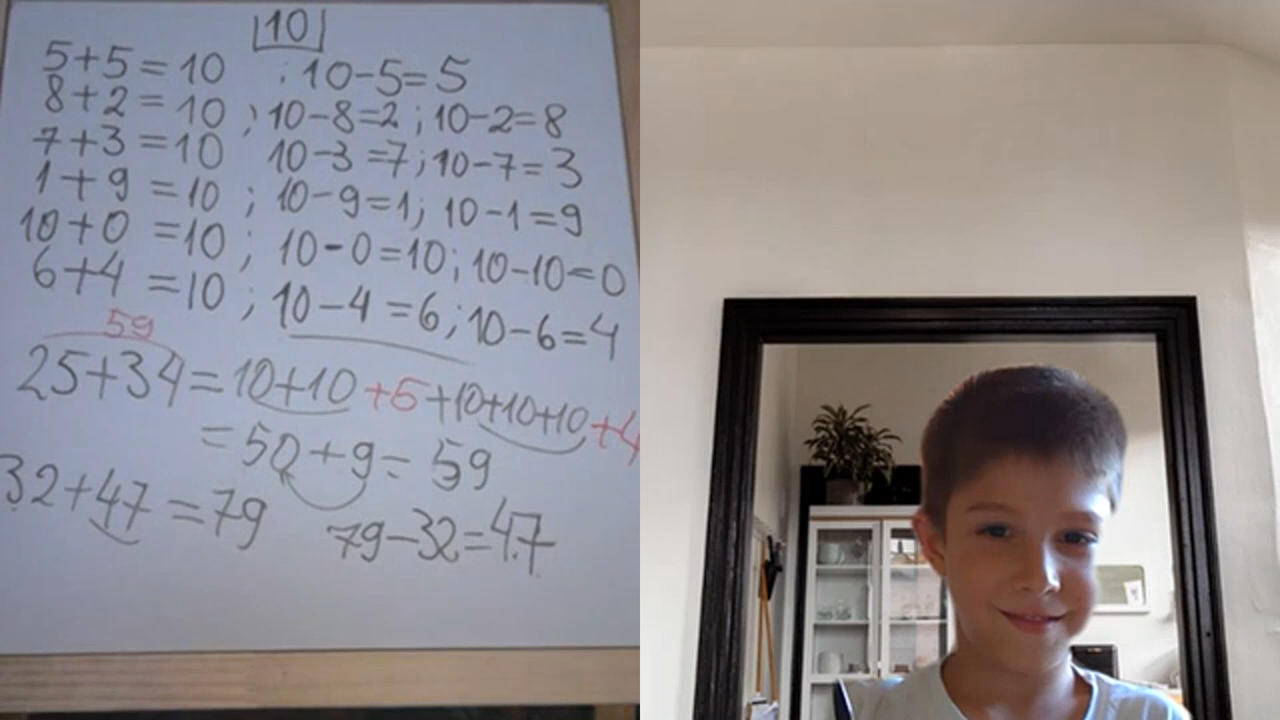 10
5+5=10 ; 10-5=5
8+2=10 ; 10-8=2 ; 10-2=8
7+3=10 10-3=7 ; 10-7=3
1+9=10 ; 10-9=1 ; 10-1=9
10+0=10 ; 10-0=10 ; 10-10=0
6+4=10 ; 10-4=6 ; 10-6=4
59
25+34=10+10+5+10+10+10+4
=50+9=59
32+47=79 79-32=47